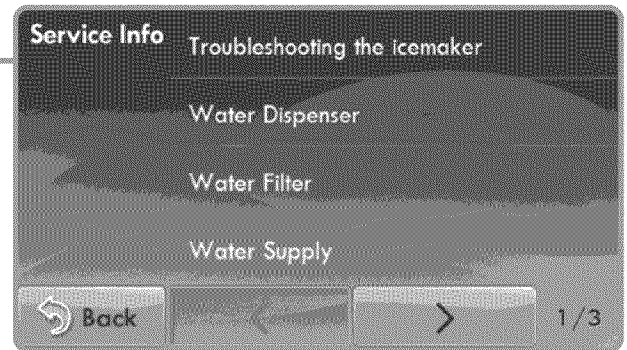 Service Info
Troubleshooting the icemaker
Water Dispenser
Water Filter
Water Supply
Back < > 1/3